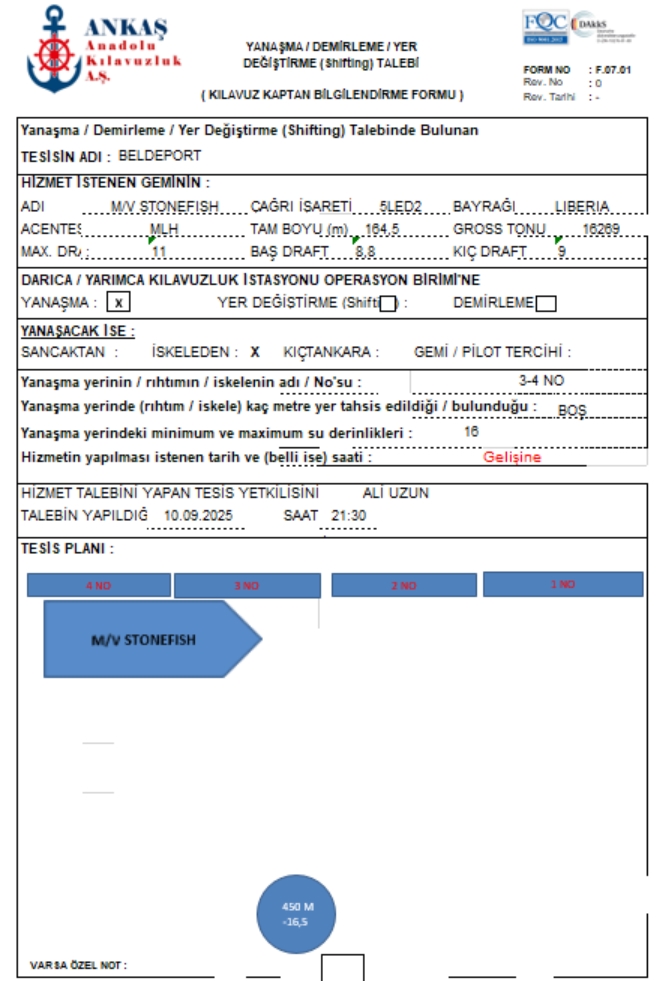 ANKAŞ
Anadolu
Kılavuzluk
A.Ş.
YANAŞMA / DEMİRLEME / YER
DEĞİŞTİRME (Shifting) TALEBİ
( KILAVUZ KAPTAN BİLGİLENDİRME FORMU )
FQC
ISO 9001:2015
DAkkS
FORM NO : F.07.01
Rev. No : 0
Rev. Tarihi : -
Yanaşma / Demirleme / Yer Değiştirme (Shifting) Talebinde Bulunan
TESİSİN ADI : BELDEPORT
HİZMET İSTENEN GEMİNİN :
ADI M/V STONEFISH ÇAĞRI İŞARETİ 5LED2 BAYRAĞI LIBERIA
ACENTES MLH TAM BOYU (m) 164,5 GROSS TONU 16269
MAX. DRA : 11 BAŞ DRAFT 8,8 KIÇ DRAFT 9
DARICA / YARIMCA KILAVUZLUK İSTASYONU OPERASYON BİRİMİ'NE
YANAŞMA : x YER DEĞİŞTİRME (Shifti ) : DEMİRLEME
YANAŞACAK İSE :
SANCAKTAN : İSKELEDEN : X KIÇTANKARA : GEMİ / PİLOT TERCİHİ :
Yanaşma yerinin / rıhtımın / iskelenin adı / No'su : 3-4 NO
Yanaşma yerinde (rıhtım / iskele) kaç metre yer tahsis edildiği / bulunduğu : BOŞ
Yanaşma yerindeki minimum ve maximum su derinlikleri : 16
Hizmetin yapılması istenen tarih ve (belli ise) saati : Gelişine
HİZMET TALEBİNİ YAPAN TESİS YETKİLİSİNİ ALİ UZUN
TALEBİN YAPILDIĞ 10.09.2025 SAAT 21:30
TESİS PLANI :
4 NO 3 NO 2 NO 1 NO
M/V STONEFISH
450 M
-16,5
VARSA ÖZEL NOT :